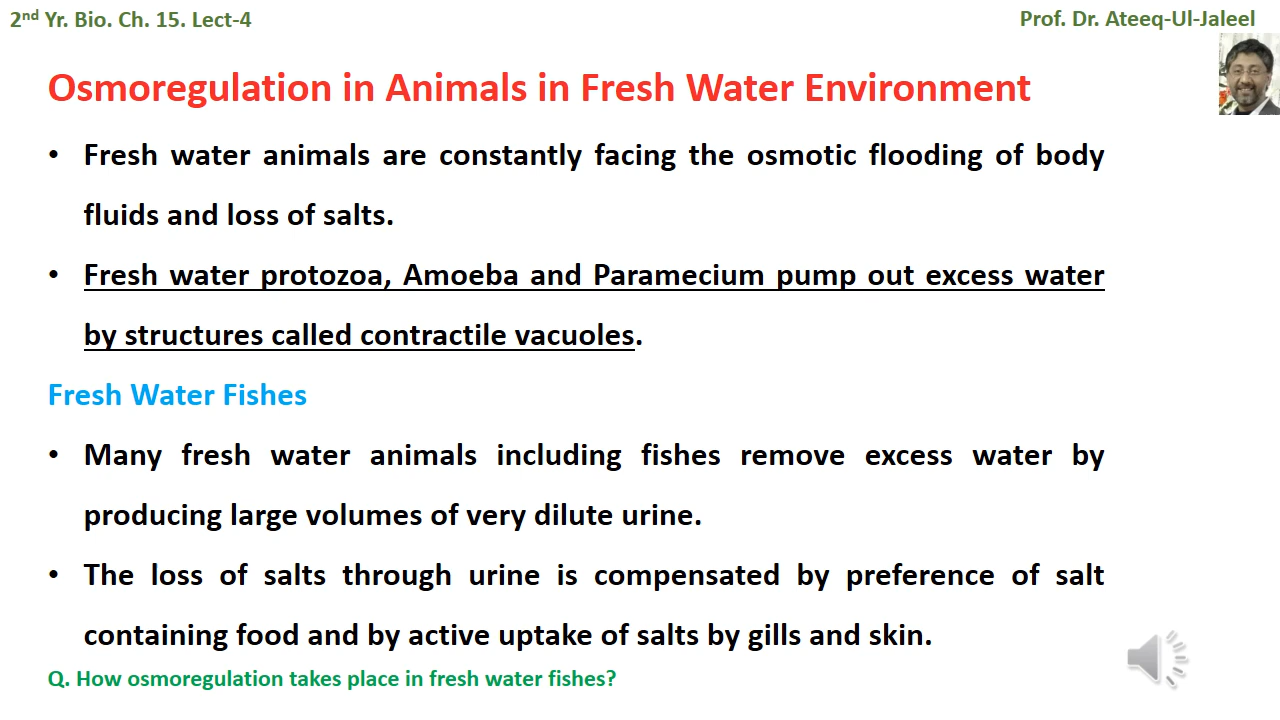 2nd Yr. Bio. Ch. 15. Lect-4
Prof. Dr. Ateeq-Ul-Jaleel
Osmoregulation in Animals in Fresh Water Environment
• Fresh water animals are constantly facing the osmotic flooding of body
fluids and loss of salts.
• Fresh water protozoa, Amoeba and Paramecium pump out excess water
by structures called contractile vacuoles.
Fresh Water Fishes
• Many fresh water animals including fishes remove excess water by
producing large volumes of very dilute urine.
• The loss of salts through urine is compensated by preference of salt
containing food and by active uptake of salts by gills and skin.
Q. How osmoregulation takes place in fresh water fishes?